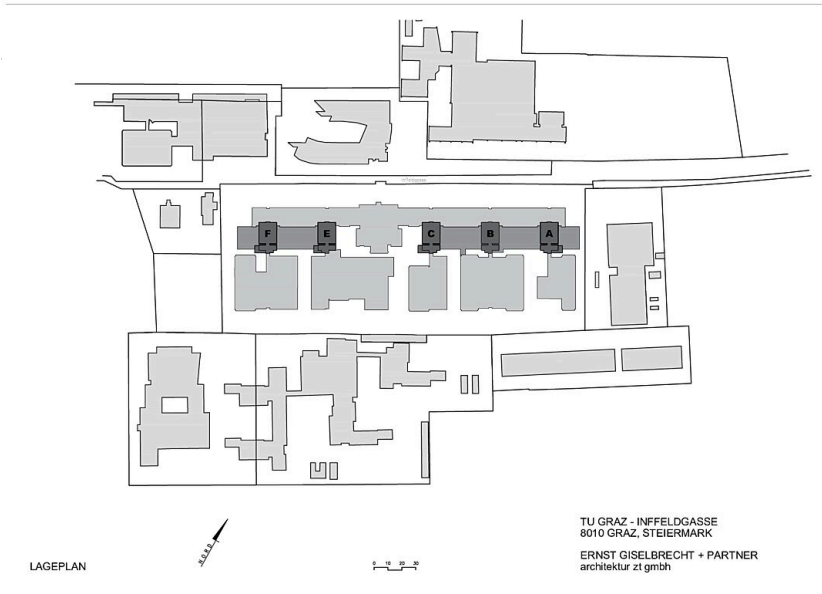 F E C B A
TU GRAZ - INFFELDGASSE
8010 GRAZ, STEIERMARK
NORD
ERNST GISELBRECHT + PARTNER
LAGEPLAN
0 10 20 30
architektur zt gmbh